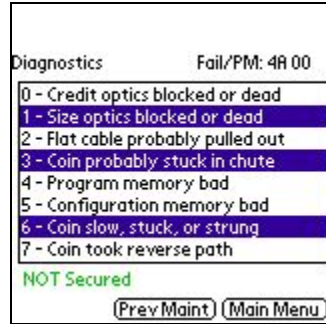 Diagnostics Fail/PM: 4A 00
0 - Credit optics blocked or dead
1 - Size optics blocked or dead
2 - Flat cable probably pulled out
3 - Coin probably stuck in chute
4 - Program memory bad
5 - Configuration memory bad
6 - Coin slow, stuck, or strung
7 - Coin took reverse path
NOT Secured
Prev Maint Main Menu